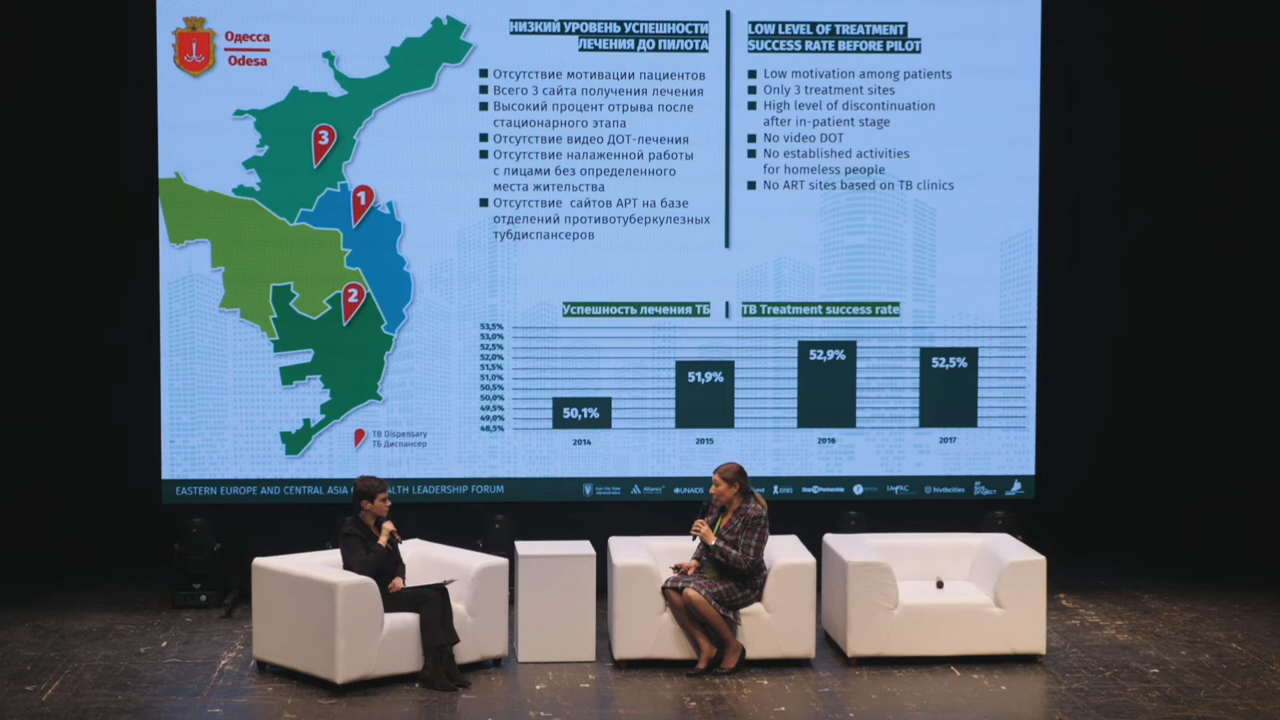 Одесса
Odesa
3
1
2
TB Dispensary
ТБ Диспансер
НИЗКИЙ УРОВЕНЬ УСПЕШНОСТИ
ЛЕЧЕНИЯ ДО ПИЛОТА
Отсутствие мотивации пациентов
Всего 3 сайта получения лечения
Высокий процент отрыва после
стационарного этапа
Отсутствие видео ДОТ-лечения
Отсутствие налаженной работы
с лицами без определенного
места жительства
Отсутствие сайтов АРТ на базе
отделений противотуберкулезных
тубдиспансеров
LOW LEVEL OF TREATMENT
SUCCESS RATE BEFORE PILOT
Low motivation among patients
Only 3 treatment sites
High level of discontinuation
after in-patient stage
No video DOT
No established activities
for homeless people
No ART sites based on TB clinics
Успешность лечения ТБ
TB Treatment success rate
53,5%
53,0%
52,5%
52,0%
51,5%
51,0%
50,5%
50,0%
49,5%
49,0%
48,5%
50,1%
51,9%
52,9%
52,5%
2014
2015
2016
2017
EASTERN EUROPE AND CENTRAL ASIA LEADERSHIP FORUM
Alliance
UNAIDS
hiv&cities